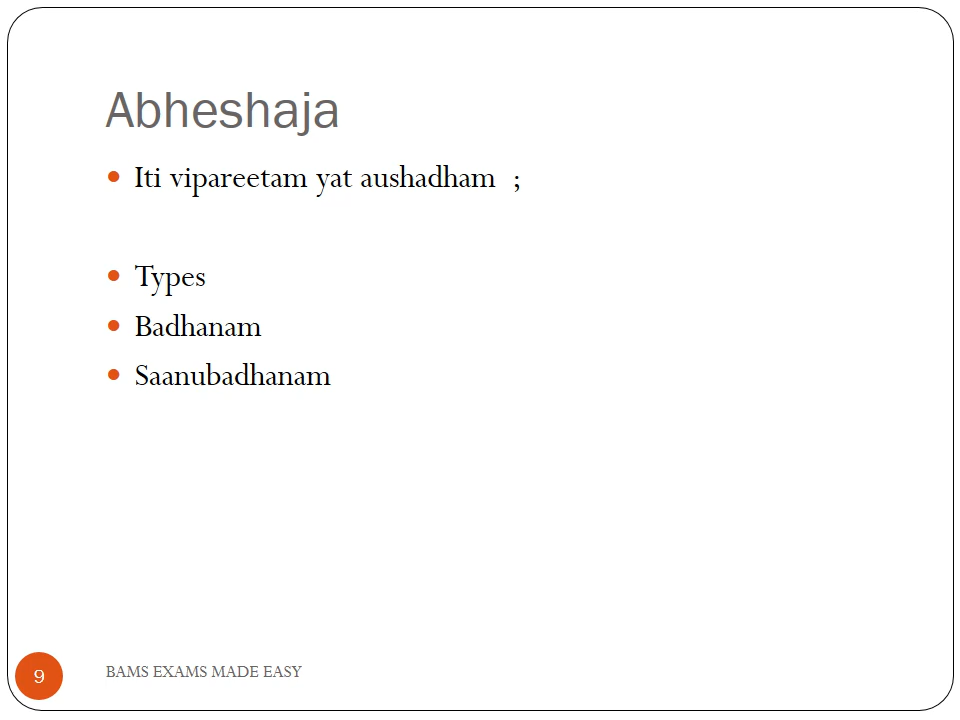 Abheshaja
Iti vipareetam yat aushadham ;
Types
Badhanam
Saanubadhanam
9
BAMS EXAMS MADE EASY